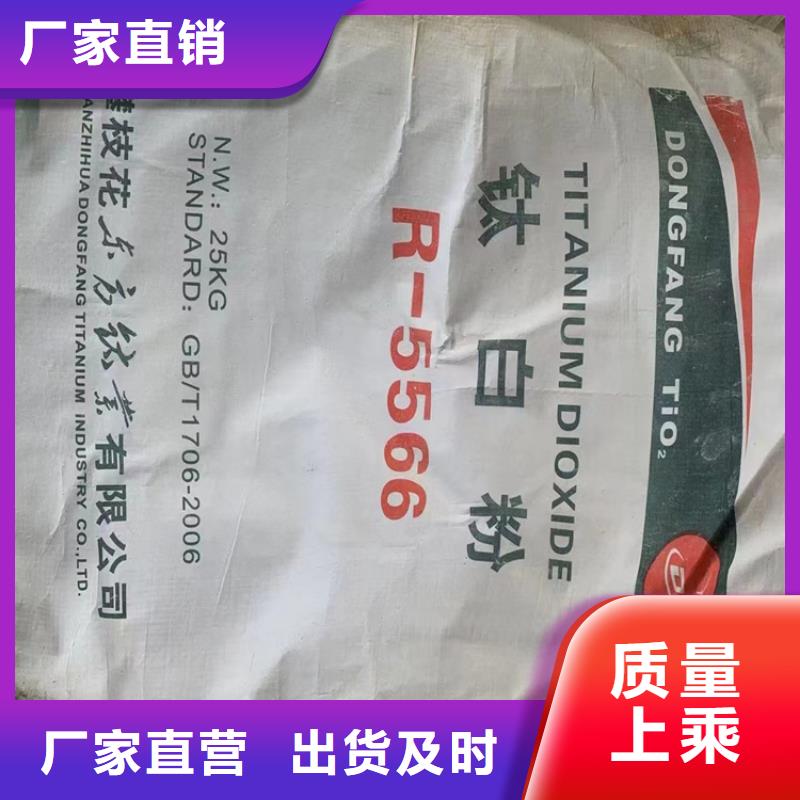 厂家直销
DONGFANG TiO₂
TITANIUM DIOXIDE
钛白粉
R-5566
N.W.: 25KG
STANDARD: GB/T1706-2006
枝花东方钛业有限公司
ANZHIHUA DONGFANG TITANIUM INDUSTRY CO.,LTD.
质量
上乘
厂家直营 出货及时